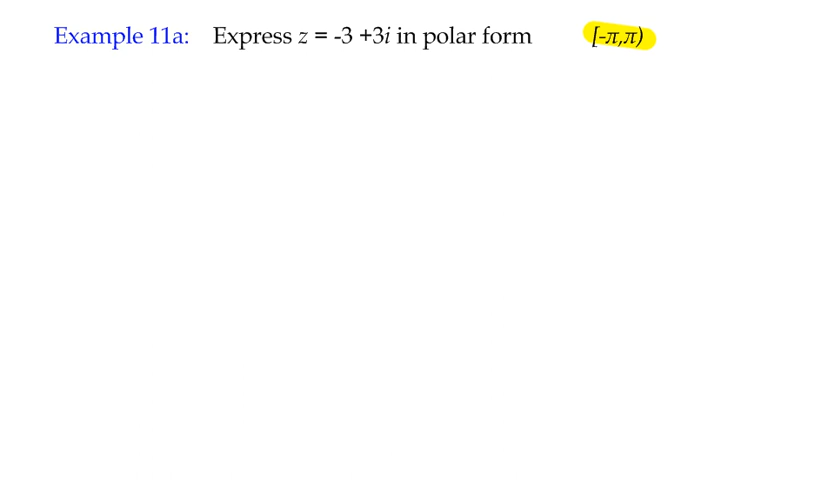 Example 11a: Express z = -3 +3i in polar form [-π,π)